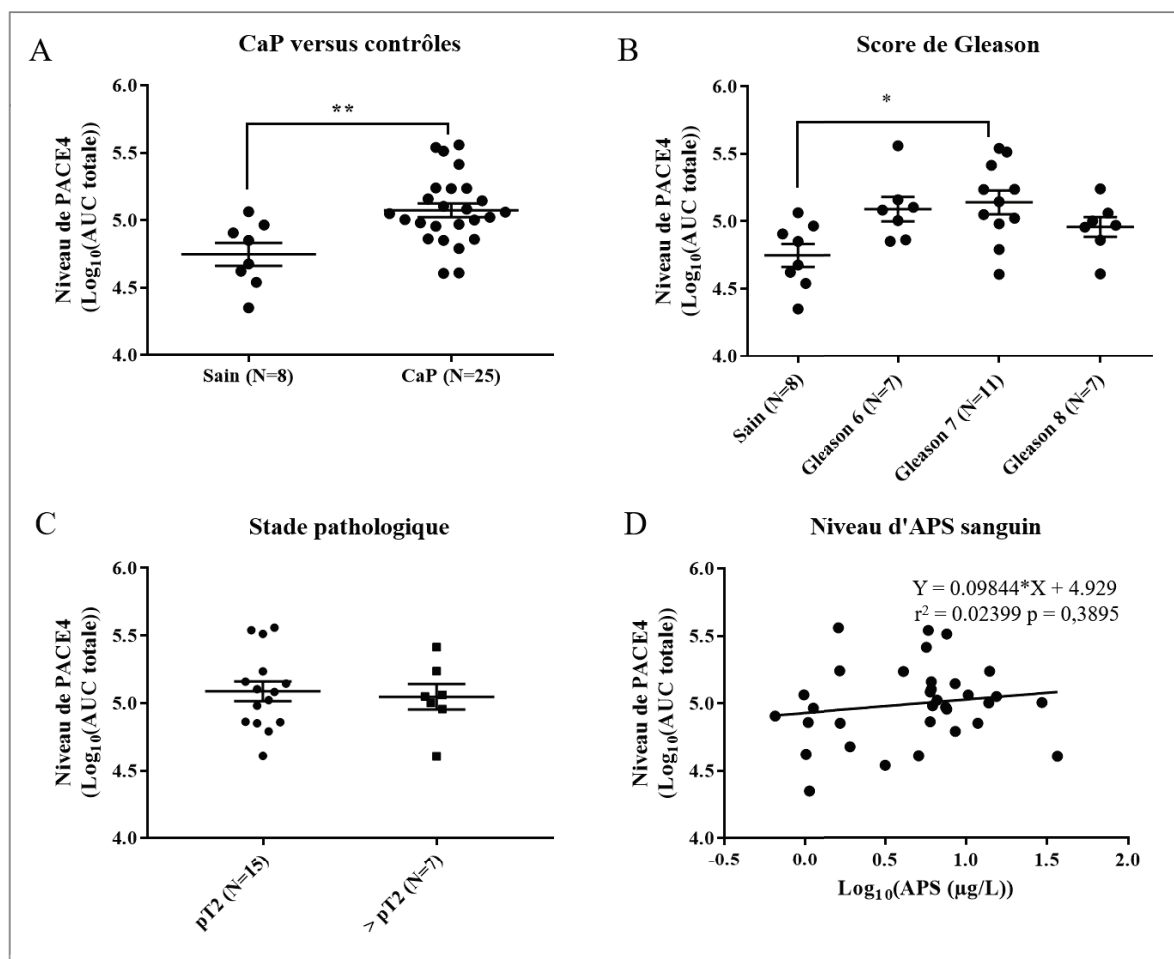 A
CaP versus contrôles
Niveau de PACE4
(Log₁₀(AUC totale))
6.0
5.5
5.0
4.5
4.0
**
Sain (N=8)
CaP (N=25)
B
Score de Gleason
Niveau de PACE4
(Log₁₀(AUC totale))
6.0
5.5
5.0
4.5
4.0
*
Sain (N=8)
Gleason 6 (N=7)
Gleason 7 (N=11)
Gleason 8 (N=7)
C
Stade pathologique
Niveau de PACE4
(Log₁₀(AUC totale))
6.0
5.5
5.0
4.5
4.0
pT2 (N=15)
> pT2 (N=7)
D
Niveau d'APS sanguin
Niveau de PACE4
(Log₁₀(AUC totale))
6.0
5.5
5.0
4.5
4.0
Y = 0.09844*X + 4.929
r² = 0.02399 p = 0,3895
-0.5 0.0 0.5 1.0 1.5 2.0
Log₁₀(APS (µg/L))